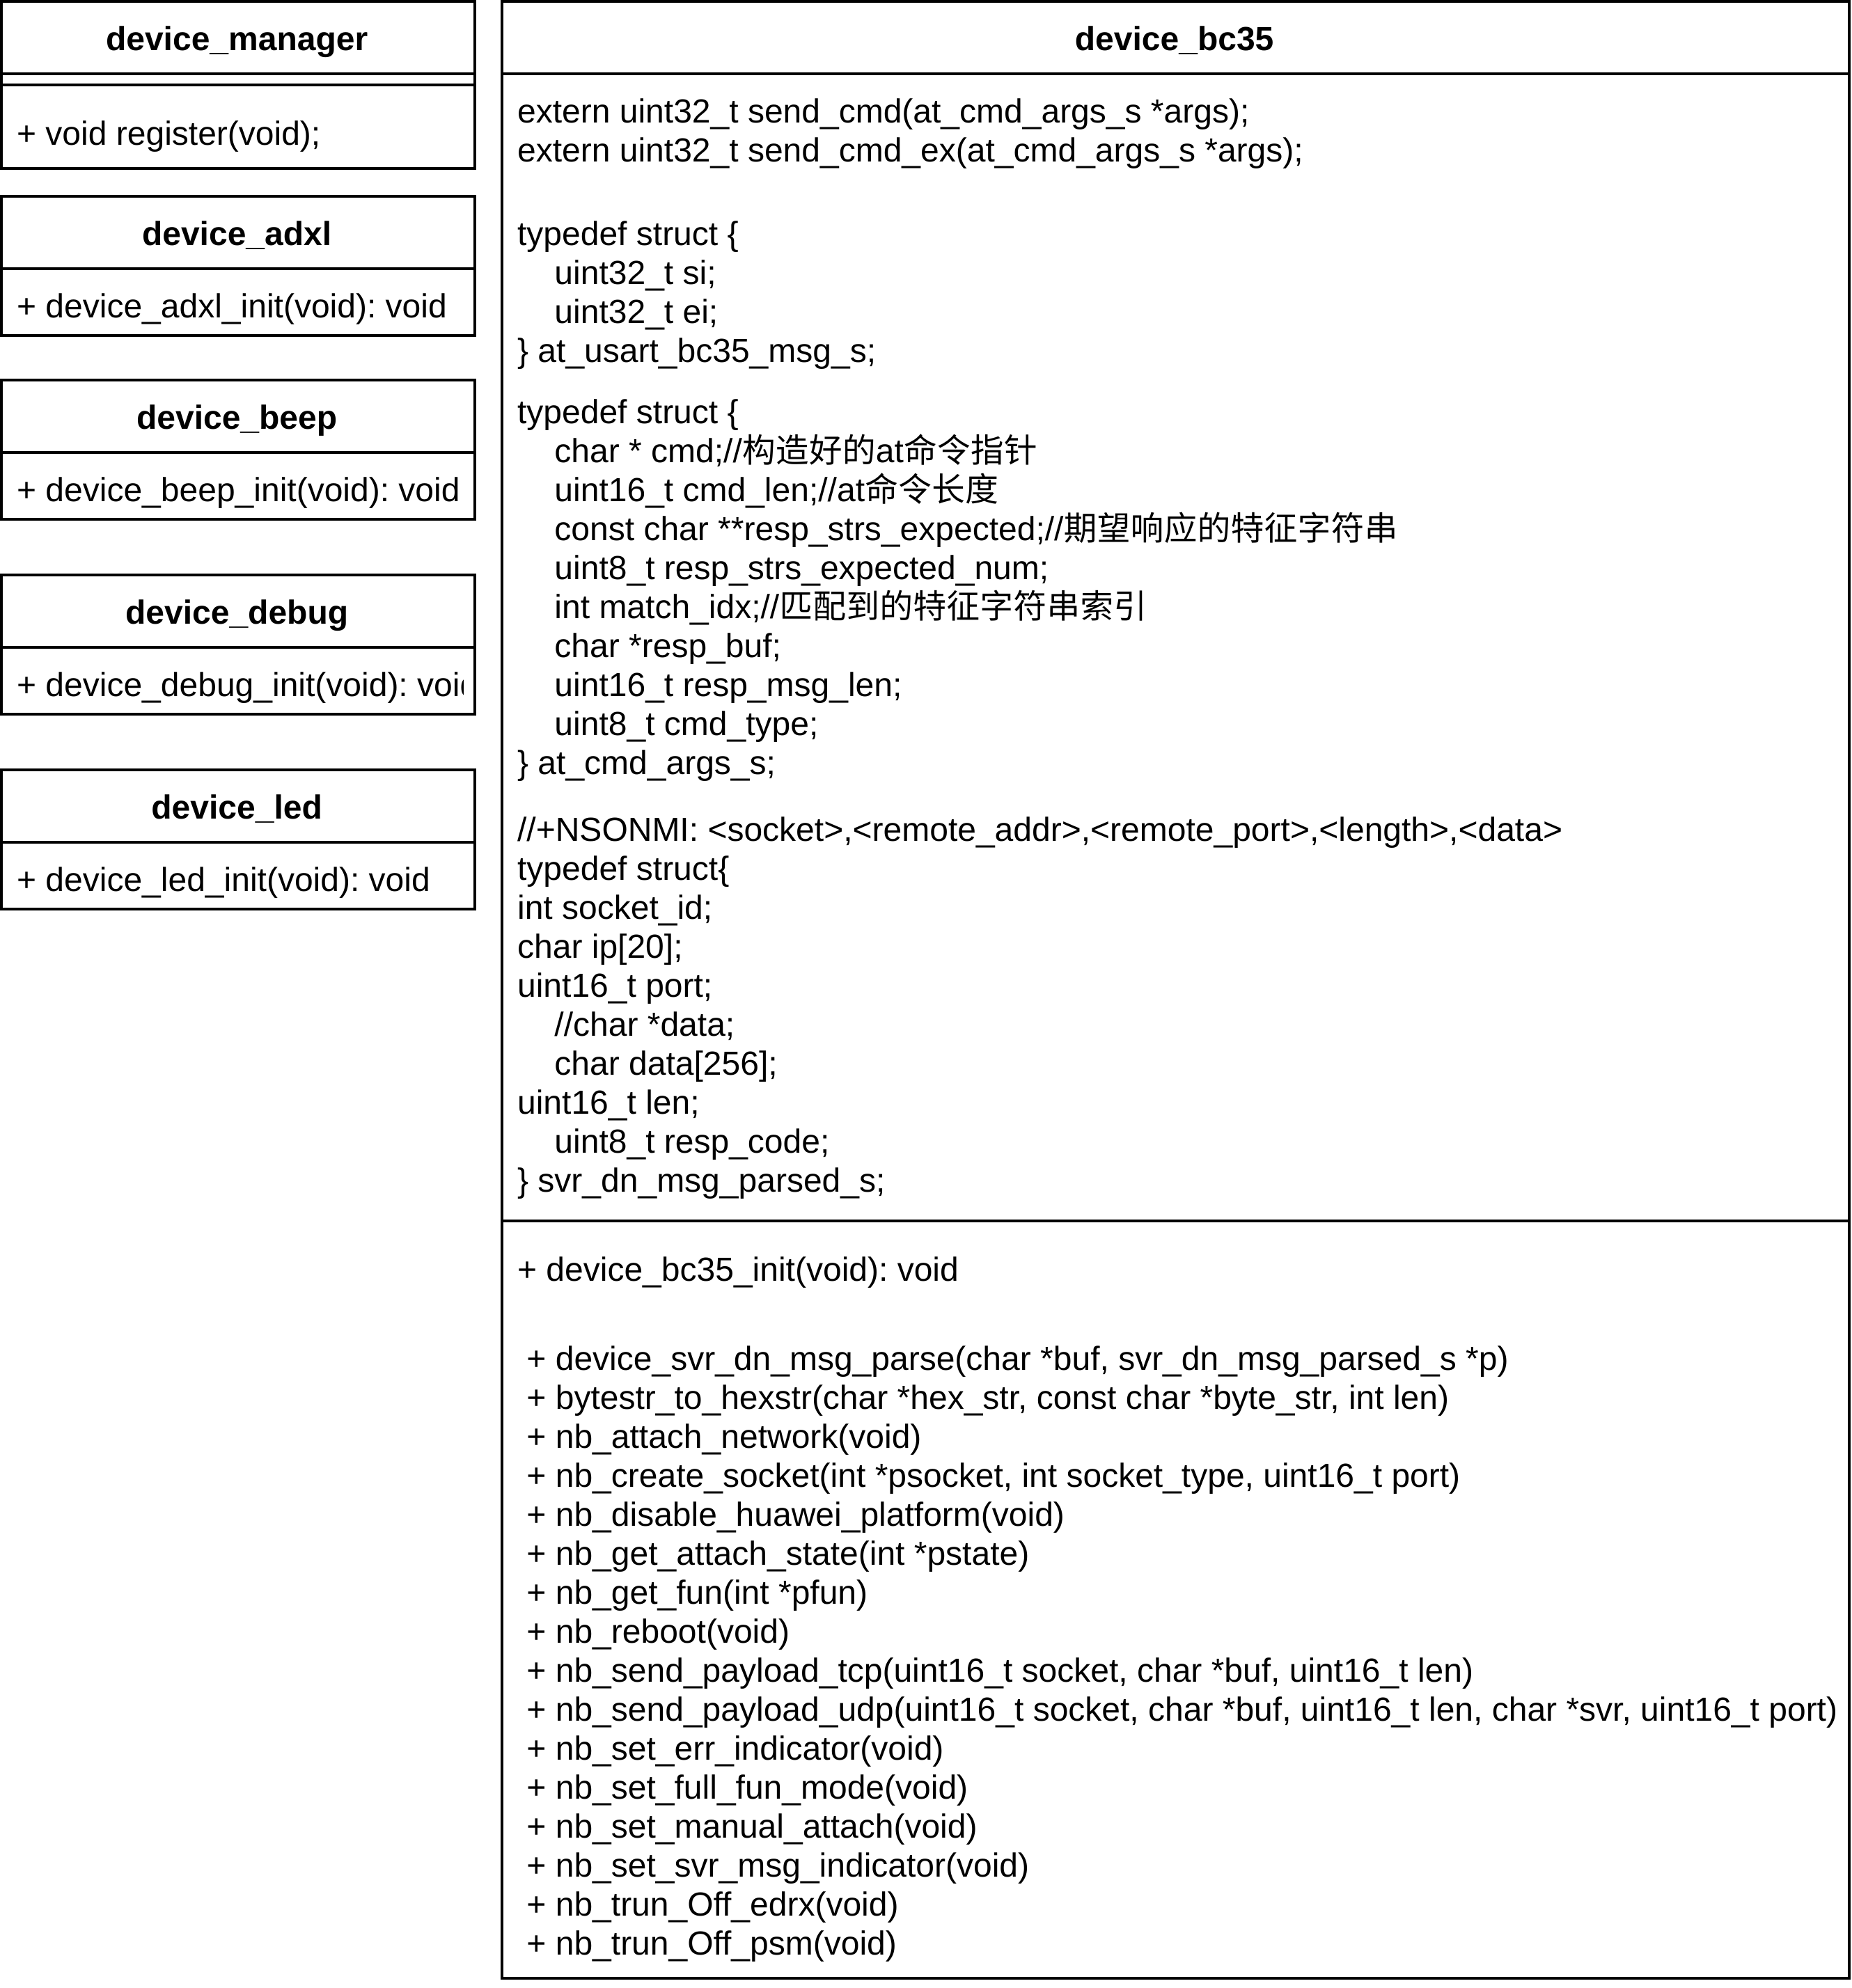 device_manager
+ void register(void);
device_adxl
+ device_adxl_init(void): void
device_beep
+ device_beep_init(void): void
device_debug
+ device_debug_init(void): voi
device_led
+ device_led_init(void): void
device_bc35
extern uint32_t send_cmd(at_cmd_args_s *args);
extern uint32_t send_cmd_ex(at_cmd_args_s *args);
typedef struct {
uint32_t si;
uint32_t ei;
} at_usart_bc35_msg_s;
typedef struct {
char * cmd;//构造好的at命令指针
uint16_t cmd_len;//at命令长度
const char **resp_strs_expected;//期望响应的特征字符串
uint8_t resp_strs_expected_num;
int match_idx;//匹配到的特征字符串索引
char *resp_buf;
uint16_t resp_msg_len;
uint8_t cmd_type;
} at_cmd_args_s;
//+NSONMI: <socket>,<remote_addr>,<remote_port>,<length>,<data>
typedef struct{
int socket_id;
char ip[20];
uint16_t port;
//char *data;
char data[256];
uint16_t len;
uint8_t resp_code;
} svr_dn_msg_parsed_s;
+ device_bc35_init(void): void
+ device_svr_dn_msg_parse(char *buf, svr_dn_msg_parsed_s *p)
+ bytestr_to_hexstr(char *hex_str, const char *byte_str, int len)
+ nb_attach_network(void)
+ nb_create_socket(int *psocket, int socket_type, uint16_t port)
+ nb_disable_huawei_platform(void)
+ nb_get_attach_state(int *pstate)
+ nb_get_fun(int *pfun)
+ nb_reboot(void)
+ nb_send_payload_tcp(uint16_t socket, char *buf, uint16_t len)
+ nb_send_payload_udp(uint16_t socket, char *buf, uint16_t len, char *svr, uint16_t port)
+ nb_set_err_indicator(void)
+ nb_set_full_fun_mode(void)
+ nb_set_manual_attach(void)
+ nb_set_svr_msg_indicator(void)
+ nb_trun_Off_edrx(void)
+ nb_trun_Off_psm(void)